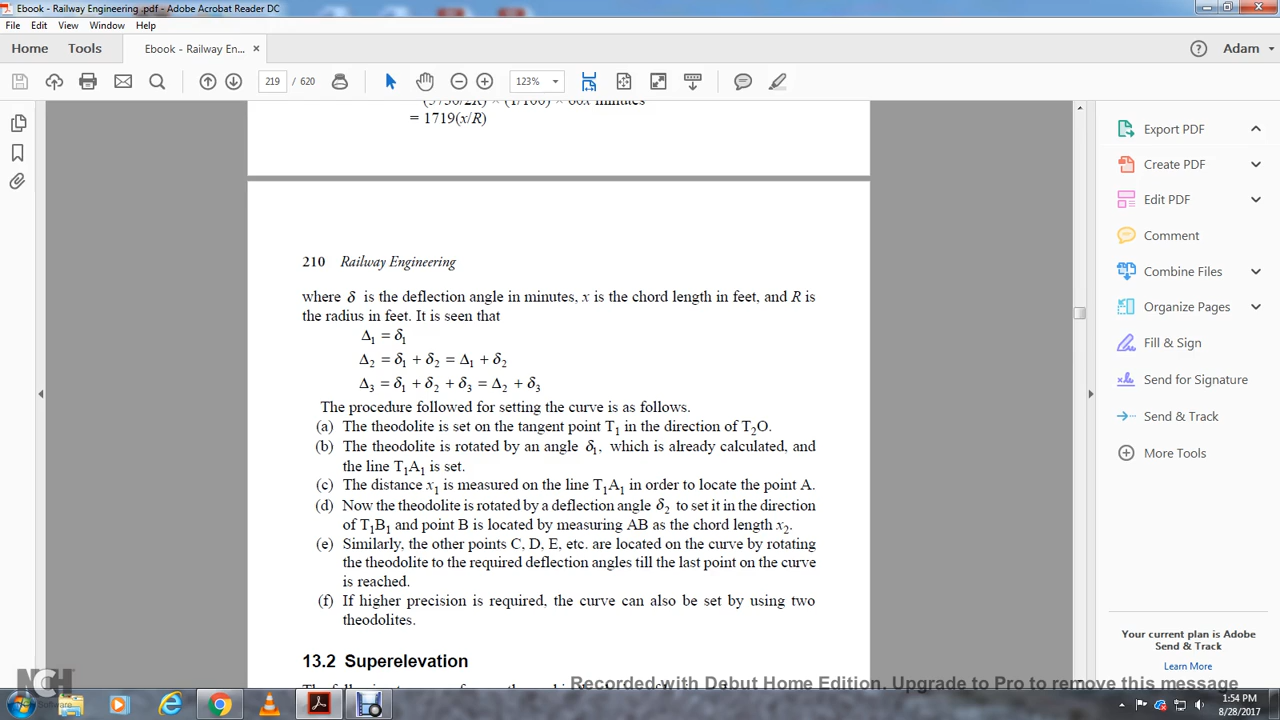 Ebook - Railway Engineering .pdf - Adobe Acrobat Reader DC
File Edit View Window Help
Home Tools Ebook - Railway En... × Adam
219 / 620 123%
(5730/2R) × (1/100) × 60x minutes
= 1719(x/R)
210 Railway Engineering
where δ is the deflection angle in minutes, x is the chord length in feet, and R is
the radius in feet. It is seen that
Δ₁ = δ₁
Δ₂ = δ₁ + δ₂ = Δ₁ + δ₂
Δ₃ = δ₁ + δ₂ + δ₃ = Δ₂ + δ₃
The procedure followed for setting the curve is as follows.
(a) The theodolite is set on the tangent point T₁ in the direction of T₂O.
(b) The theodolite is rotated by an angle δ₁, which is already calculated, and
the line T₁A₁ is set.
(c) The distance x₁ is measured on the line T₁A₁ in order to locate the point A.
(d) Now the theodolite is rotated by a deflection angle δ₂ to set it in the direction
of T₁B₁ and point B is located by measuring AB as the chord length x₂.
(e) Similarly, the other points C, D, E, etc. are located on the curve by rotating
the theodolite to the required deflection angles till the last point on the curve
is reached.
(f) If higher precision is required, the curve can also be set by using two
theodolites.
13.2 Superelevation
Export PDF
Create PDF
Edit PDF
Comment
Combine Files
Organize Pages
Fill & Sign
Send for Signature
Send & Track
More Tools
Your current plan is Adobe
Send & Track
Learn More
NCH
Software
Recorded with Debut Home Edition. Upgrade to Pro to remove this message
1:54 PM
8/28/2017